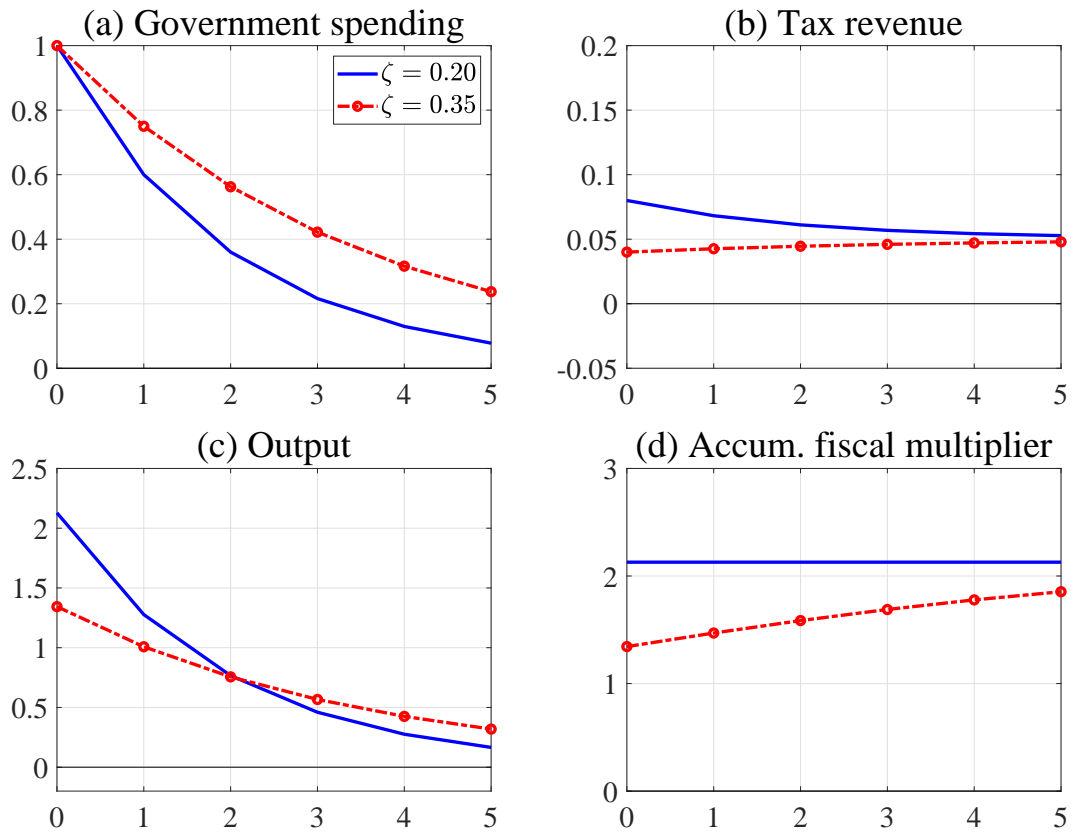 (a) Government spending
1
0.8
0.6
0.4
0.2
0
0 1 2 3 4 5
ζ = 0.20
ζ = 0.35
(b) Tax revenue
0.2
0.15
0.1
0.05
0
-0.05
0 1 2 3 4 5
(c) Output
2.5
2
1.5
1
0.5
0
0 1 2 3 4 5
(d) Accum. fiscal multiplier
3
2
1
0
0 1 2 3 4 5